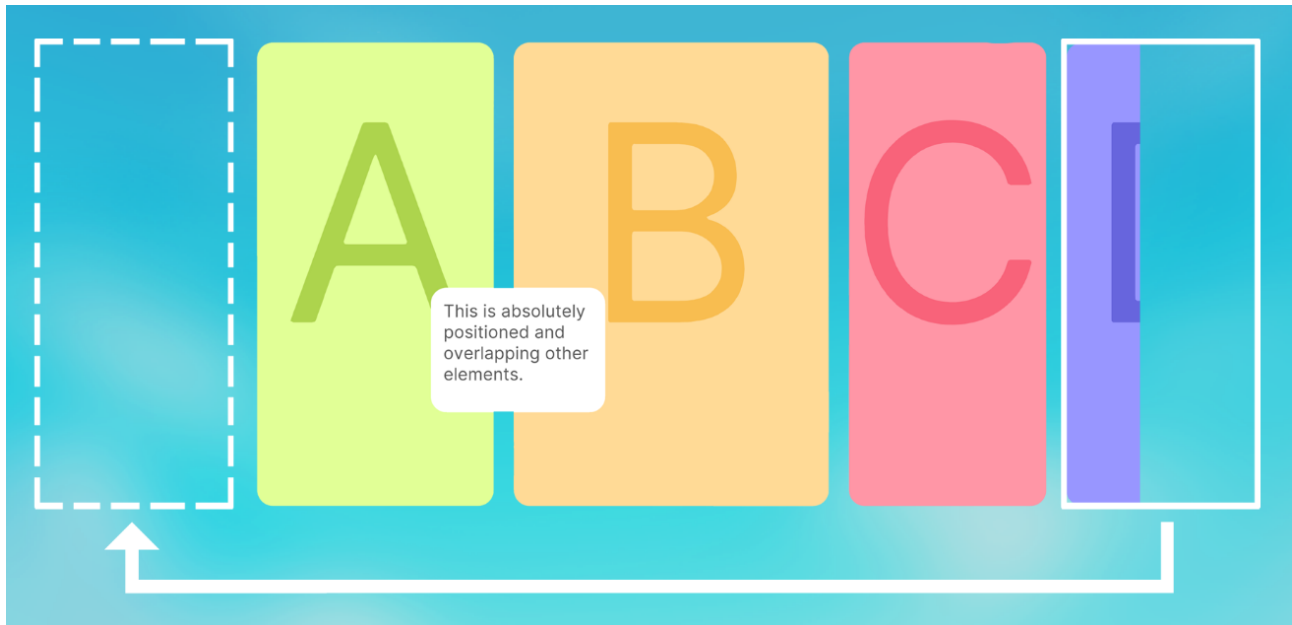 A
B
C
This is absolutely
positioned and
overlapping other
elements.